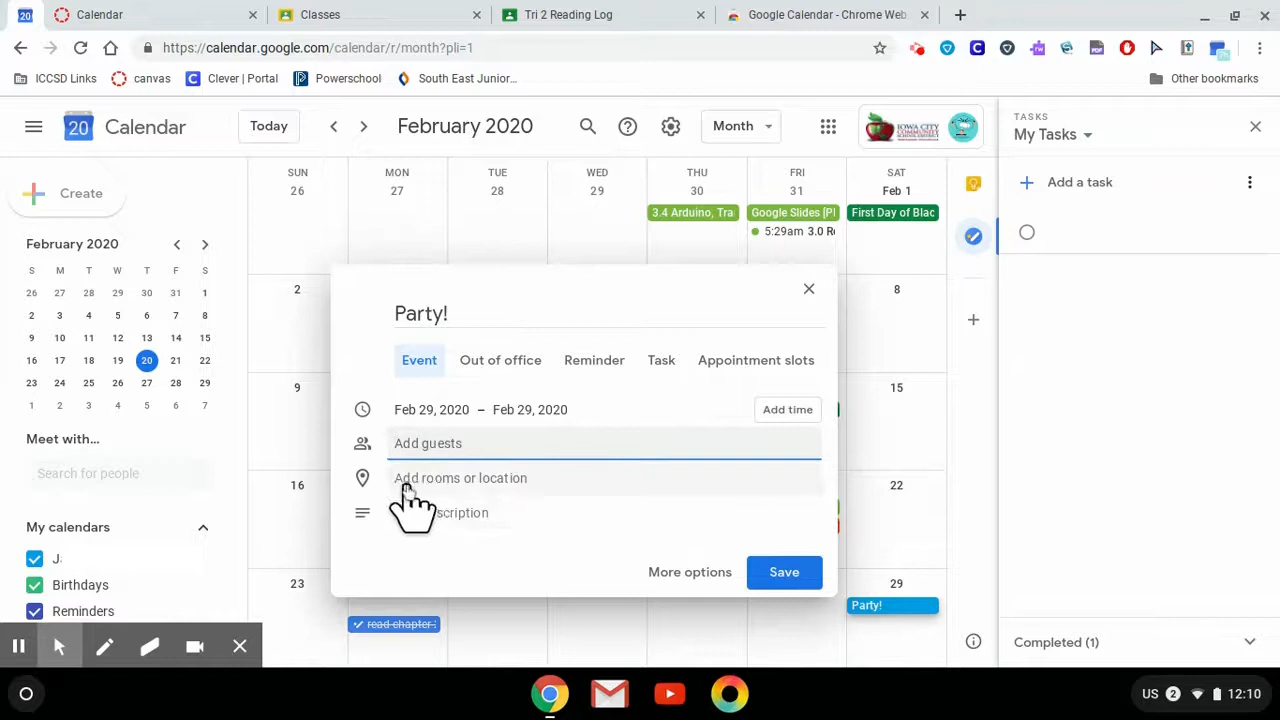 Calendar
Classes
Tri 2 Reading Log
Google Calendar - Chrome Web
https://calendar.google.com/calendar/r/month?pli=1
ICCSD Links
canvas
Clever | Portal
Powerschool
South East Junior...
Other bookmarks
20
Calendar
Today
February 2020
Month
IOWA CITY
COMMUNITY
SCHOOL DISTRICT
TASKS
My Tasks
Create
SUN MON TUE WED THU FRI SAT
26 27 28 29 30 31 Feb 1
3.4 Arduino, Tra
Google Slides [Pl
First Day of Blac
5:29am 3.0 R
Add a task
February 2020
S M T W T F S
26 27 28 29 30 31 1
2 3 4 5 6 7 8
9 10 11 12 13 14 15
16 17 18 19 20 21 22
23 24 25 26 27 28 29
1 2 3 4 5 6 7
Meet with...
Search for people
My calendars
J
Birthdays
Reminders
2
8
9
15
16
22
23
29
Party!
Event
Out of office
Reminder
Task
Appointment slots
Feb 29, 2020 – Feb 29, 2020
Add time
Add guests
Add rooms or location
scription
More options
Save
read chapter
Party!
Completed (1)
US 2 12:10